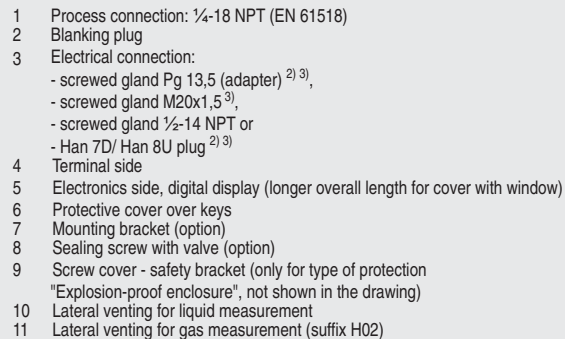 1 Process connection: ¼-18 NPT (EN 61518)
2 Blanking plug
3 Electrical connection:
- screwed gland Pg 13,5 (adapter) 2) 3),
- screwed gland M20x1,5 3),
- screwed gland ½-14 NPT or
- Han 7D/ Han 8U plug 2) 3)
4 Terminal side
5 Electronics side, digital display (longer overall length for cover with window)
6 Protective cover over keys
7 Mounting bracket (option)
8 Sealing screw with valve (option)
9 Screw cover - safety bracket (only for type of protection
"Explosion-proof enclosure", not shown in the drawing)
10 Lateral venting for liquid measurement
11 Lateral venting for gas measurement (suffix H02)